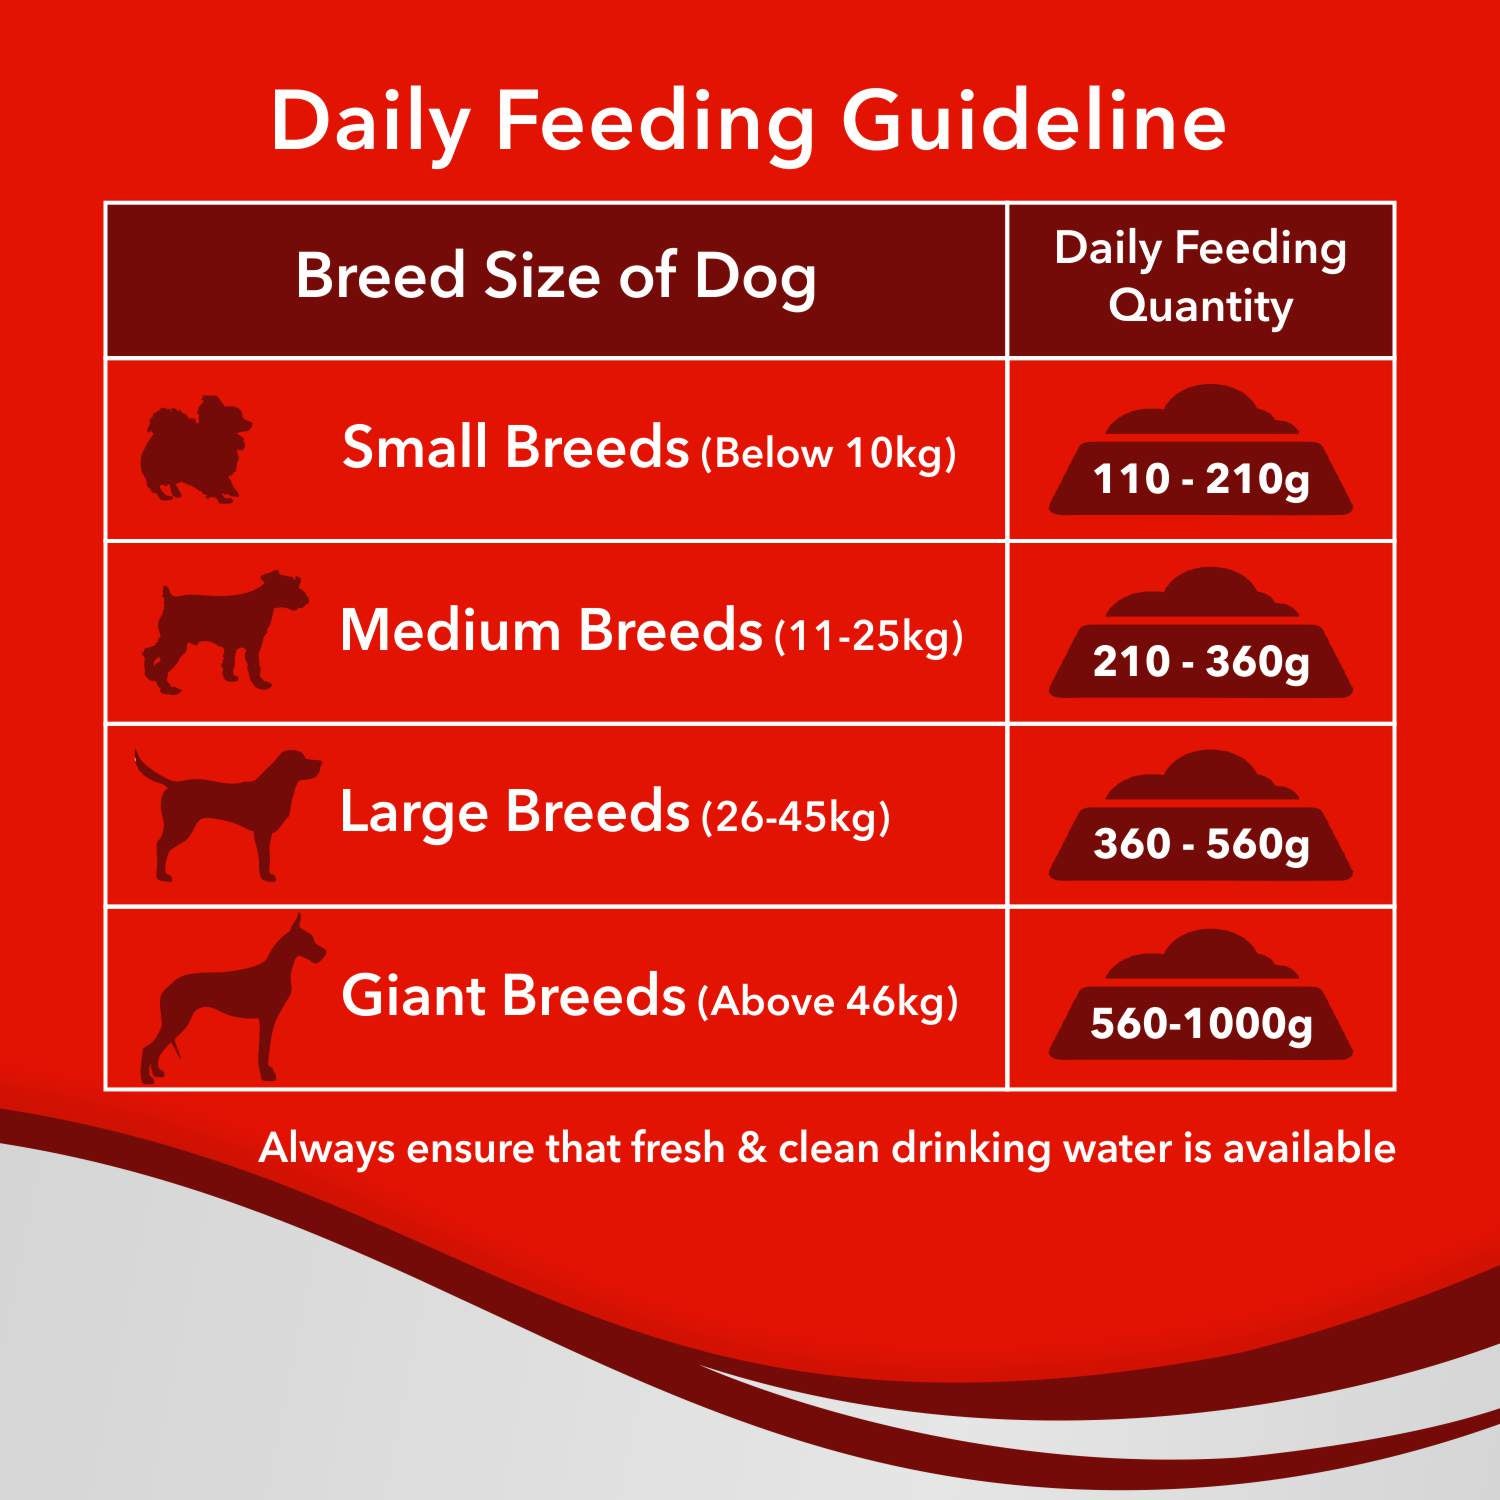 Daily Feeding Guideline
Breed Size of Dog
Daily Feeding
Quantity
Small Breeds (Below 10kg)
110 - 210g
Medium Breeds (11-25kg)
210 - 360g
Large Breeds (26-45kg)
360 - 560g
Giant Breeds (Above 46kg)
560-1000g
Always ensure that fresh & clean drinking water is available